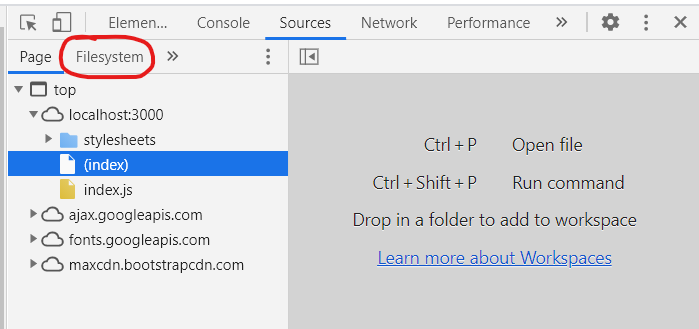 Elemen... Console Sources Network Performance »
Page Filesystem »
top
localhost:3000
stylesheets
(index)
index.js
ajax.googleapis.com
fonts.googleapis.com
maxcdn.bootstrapcdn.com
Ctrl + P Open file
Ctrl + Shift + P Run command
Drop in a folder to add to workspace
Learn more about Workspaces